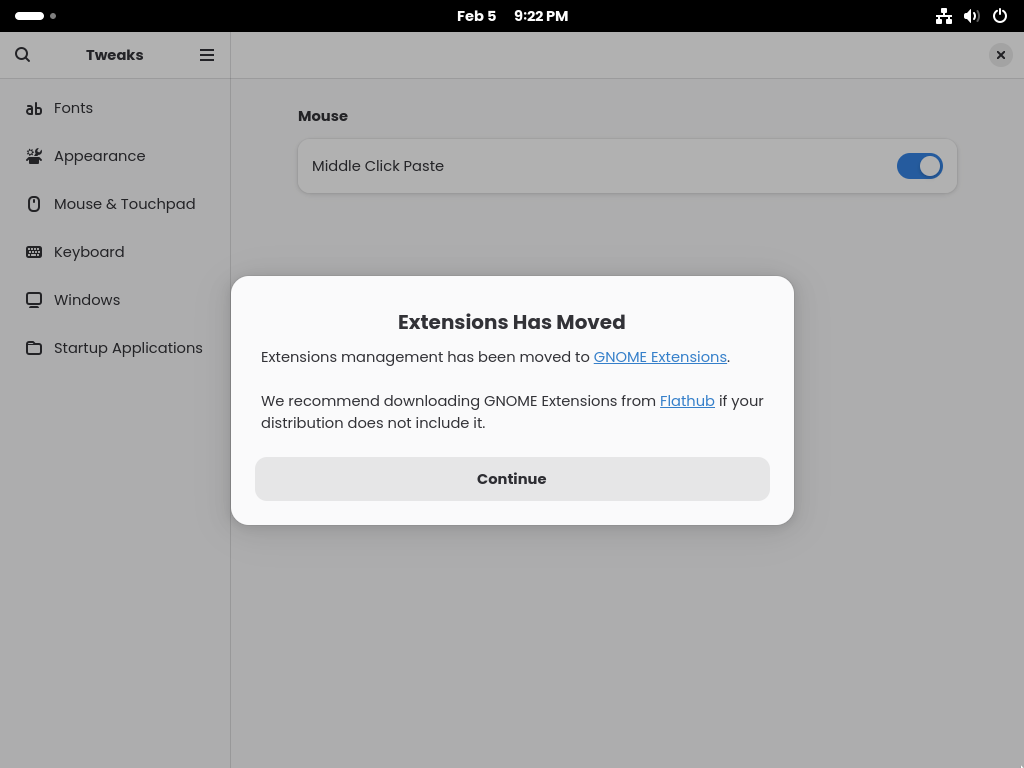 Feb 5 9:22 PM
Tweaks
Fonts
Appearance
Mouse & Touchpad
Keyboard
Windows
Startup Applications
Mouse
Middle Click Paste
Extensions Has Moved
Extensions management has been moved to GNOME Extensions.
We recommend downloading GNOME Extensions from Flathub if your
distribution does not include it.
Continue